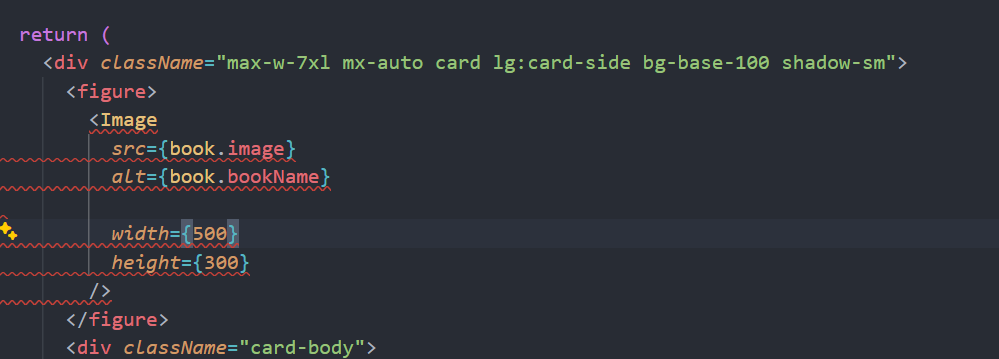 return (
<div className="max-w-7xl mx-auto card lg:card-side bg-base-100 shadow-sm">
<figure>
<Image
src={book.image}
alt={book.bookName}
width={500}
height={300}
/>
</figure>
<div className="card-body">